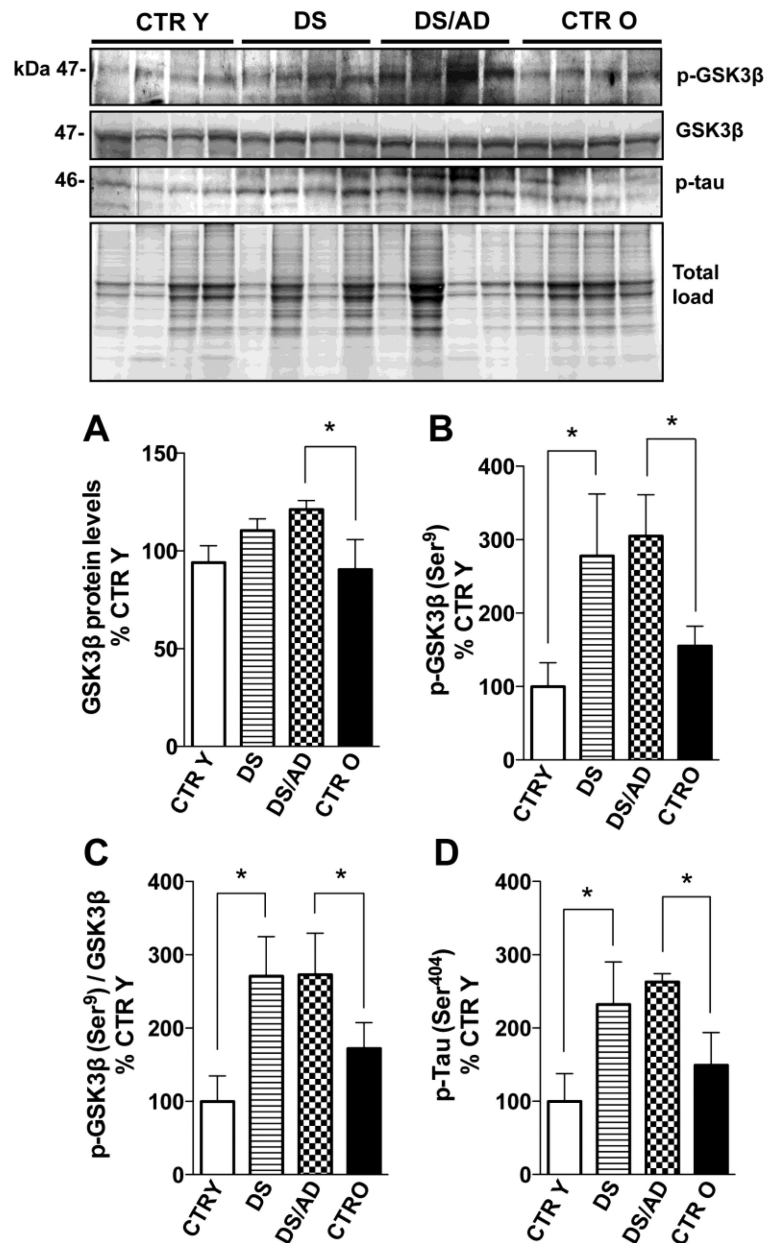 CTR Y DS DS/AD CTR O
kDa 47- p-GSK3β
47- GSK3β
46- p-tau
Total
load
A
GSK3β protein levels
% CTR Y
150
100
50
0
*
CTR Y DS DS/AD CTR O
B
p-GSK3β (Ser⁹)
% CTR Y
400
300
200
100
0
* *
CTRY DS DS/AD CTRO
C
p-GSK3β (Ser⁹) / GSK3β
% CTR Y
400
300
200
100
0
* *
CTRY DS DS/AD CTRO
D
p-Tau (Ser⁴⁰⁴)
% CTR Y
400
300
200
100
0
* *
CTR Y DS DS/AD CTR O